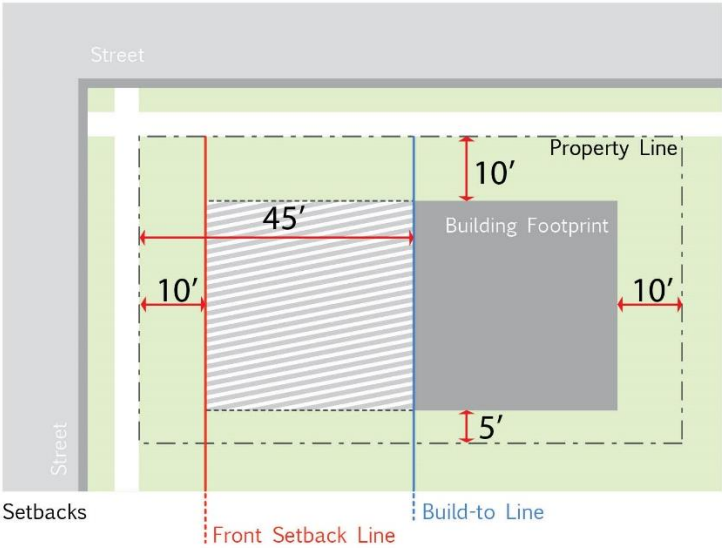 Street
Property Line
10′
45′
Building Footprint
10′
10′
5′
Street
Setbacks
Build-to Line
Front Setback Line